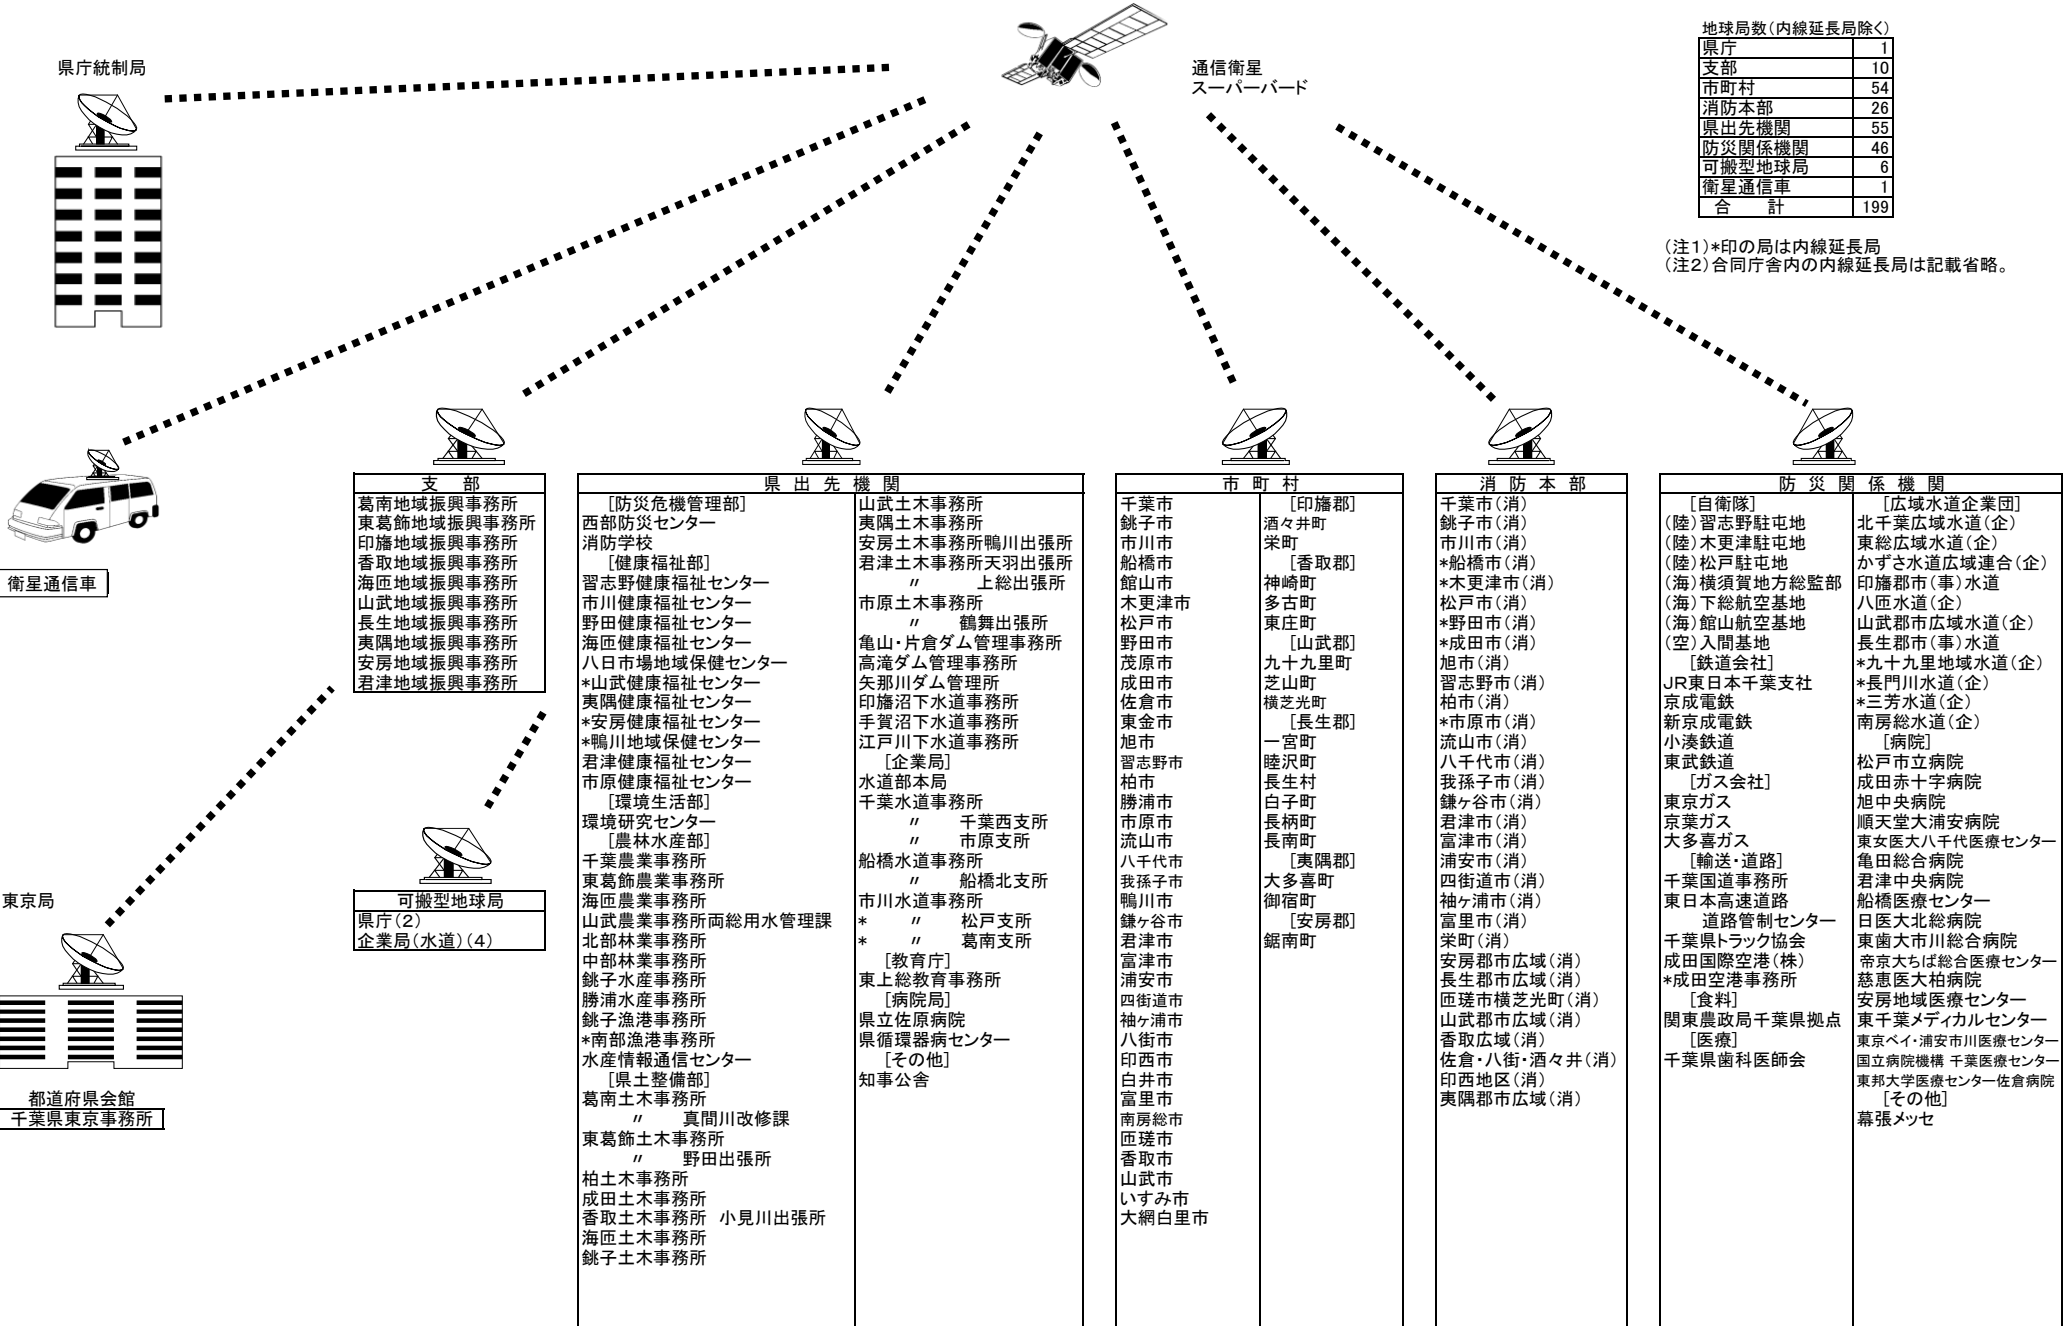 県庁統制局
通信衛星
スーパーバード
地球局数(内線延長局除く)
県庁 1
支部 10
市町村 54
消防本部 26
県出先機関 55
防災関係機関 46
可搬型地球局 6
衛星通信車 1
合 計 199
(注1)*印の局は内線延長局
(注2)合同庁舎内の内線延長局は記載省略。
衛星通信車
支 部
葛南地域振興事務所
東葛飾地域振興事務所
印旛地域振興事務所
香取地域振興事務所
海匝地域振興事務所
山武地域振興事務所
長生地域振興事務所
夷隅地域振興事務所
安房地域振興事務所
君津地域振興事務所
可搬型地球局
県庁(2)
企業局(水道)(4)
東京局
都道府県会館
千葉県東京事務所
県 出 先 機 関
[防災危機管理部]
西部防災センター
消防学校
[健康福祉部]
習志野健康福祉センター
市川健康福祉センター
野田健康福祉センター
海匝健康福祉センター
八日市場地域保健センター
*山武健康福祉センター
夷隅健康福祉センター
*安房健康福祉センター
*鴨川地域保健センター
君津健康福祉センター
市原健康福祉センター
[環境生活部]
環境研究センター
[農林水産部]
千葉農業事務所
東葛飾農業事務所
海匝農業事務所
山武農業事務所両総用水管理課
北部林業事務所
中部林業事務所
銚子水産事務所
勝浦水産事務所
銚子漁港事務所
*南部漁港事務所
水産情報通信センター
[県土整備部]
葛南土木事務所
〃 真間川改修課
東葛飾土木事務所
〃 野田出張所
柏土木事務所
成田土木事務所
香取土木事務所 小見川出張所
海匝土木事務所
銚子土木事務所
山武土木事務所
夷隅土木事務所
安房土木事務所鴨川出張所
君津土木事務所天羽出張所
〃 上総出張所
市原土木事務所
〃 鶴舞出張所
亀山・片倉ダム管理事務所
高滝ダム管理事務所
矢那川ダム管理所
印旛沼下水道事務所
手賀沼下水道事務所
江戸川下水道事務所
[企業局]
水道部本局
千葉水道事務所
〃 千葉西支所
〃 市原支所
船橋水道事務所
〃 船橋北支所
市川水道事務所
* 〃 松戸支所
* 〃 葛南支所
[教育庁]
東上総教育事務所
[病院局]
県立佐原病院
県循環器病センター
[その他]
知事公舎
市 町 村
千葉市
銚子市
市川市
船橋市
館山市
木更津市
松戸市
野田市
茂原市
成田市
佐倉市
東金市
旭市
習志野市
柏市
勝浦市
市原市
流山市
八千代市
我孫子市
鴨川市
鎌ヶ谷市
君津市
富津市
浦安市
四街道市
袖ヶ浦市
八街市
印西市
白井市
富里市
南房総市
匝瑳市
香取市
山武市
いすみ市
大網白里市
[印旛郡]
酒々井町
栄町
[香取郡]
神崎町
多古町
東庄町
[山武郡]
九十九里町
芝山町
横芝光町
[長生郡]
一宮町
睦沢町
長生村
白子町
長柄町
長南町
[夷隅郡]
大多喜町
御宿町
[安房郡]
鋸南町
消 防 本 部
千葉市(消)
銚子市(消)
市川市(消)
*船橋市(消)
*木更津市(消)
松戸市(消)
*野田市(消)
*成田市(消)
旭市(消)
習志野市(消)
柏市(消)
*市原市(消)
流山市(消)
八千代市(消)
我孫子市(消)
鎌ヶ谷市(消)
君津市(消)
富津市(消)
浦安市(消)
四街道市(消)
袖ヶ浦市(消)
富里市(消)
栄町(消)
安房郡市広域(消)
長生郡市広域(消)
匝瑳市横芝光町(消)
山武郡市広域(消)
香取広域(消)
佐倉・八街・酒々井(消)
印西地区(消)
夷隅郡市広域(消)
防 災 関 係 機 関
[自衛隊]
(陸)習志野駐屯地
(陸)木更津駐屯地
(陸)松戸駐屯地
(海)横須賀地方総監部
(海)下総航空基地
(海)館山航空基地
(空)入間基地
[鉄道会社]
JR東日本千葉支社
京成電鉄
新京成電鉄
小湊鉄道
東武鉄道
[ガス会社]
東京ガス
京葉ガス
大多喜ガス
[輸送・道路]
千葉国道事務所
東日本高速道路
道路管制センター
千葉県トラック協会
成田国際空港(株)
*成田空港事務所
[食料]
関東農政局千葉県拠点
[医療]
千葉県歯科医師会
[広域水道企業団]
北千葉広域水道(企)
東総広域水道(企)
かずさ水道広域連合(企)
印旛郡市(事)水道
八匝水道(企)
山武郡市広域水道(企)
長生郡市(事)水道
*九十九里地域水道(企)
*長門川水道(企)
*三芳水道(企)
南房総水道(企)
[病院]
松戸市立病院
成田赤十字病院
旭中央病院
順天堂大浦安病院
東女医大八千代医療センター
亀田総合病院
君津中央病院
船橋医療センター
日医大北総病院
東歯大市川総合病院
帝京大ちば総合医療センター
慈恵医大柏病院
安房地域医療センター
東千葉メディカルセンター
東京ベイ・浦安市川医療センター
国立病院機構 千葉医療センター
東邦大学医療センター佐倉病院
[その他]
幕張メッセ